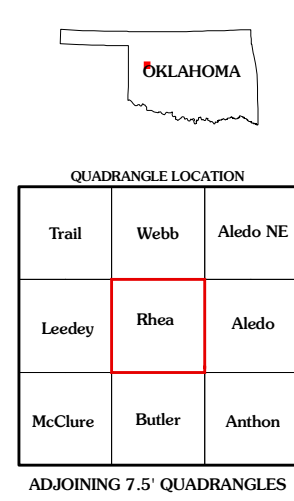 OKLAHOMA
QUADRANGLE LOCATION
Trail Webb Aledo NE
Leedey Rhea Aledo
McClure Butler Anthon
ADJOINING 7.5' QUADRANGLES